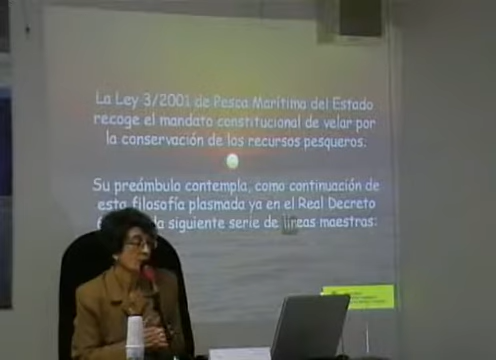 La Ley 3/2001 de Pesca Marítima del Estado
recoge el mandato constitucional de velar por
la conservación de los recursos pesqueros.
Su preámbulo contempla, como continuación de
esta filosofía plasmada ya en el Real Decreto
la siguiente serie de líneas maestras: